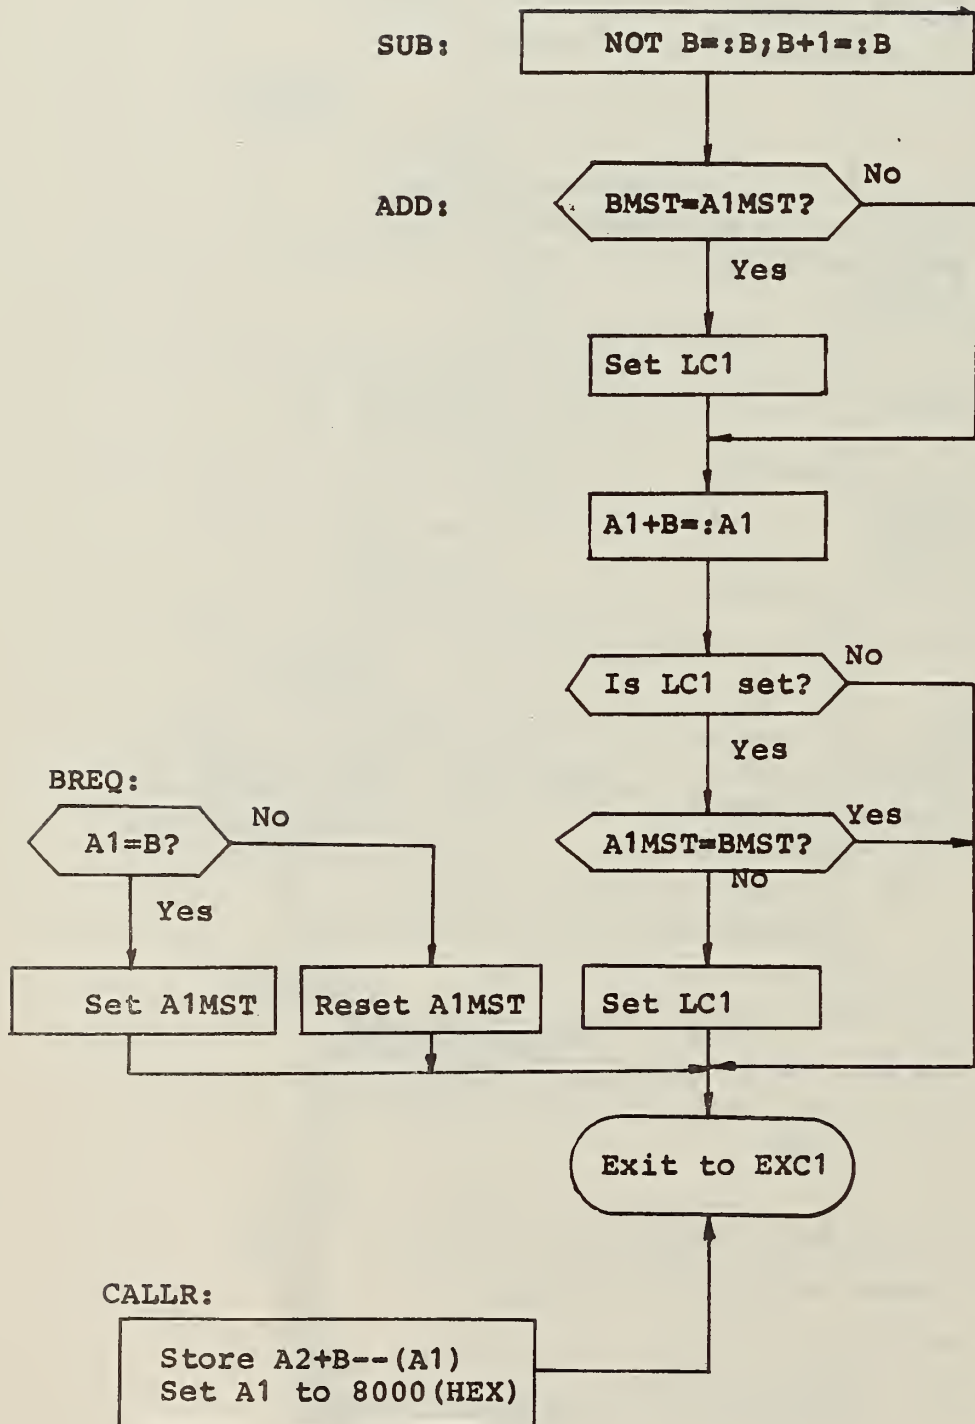 SUB:
NOT B=:B;B+1=:B
ADD:
BMST=A1MST?
No
Yes
Set LC1
A1+B=:A1
Is LC1 set?
No
Yes
BREQ:
A1=B?
No
Yes
A1MST=BMST?
Yes
No
Set A1MST
Reset A1MST
Set LC1
Exit to EXC1
CALLR:
Store A2+B--(A1)
Set A1 to 8000(HEX)